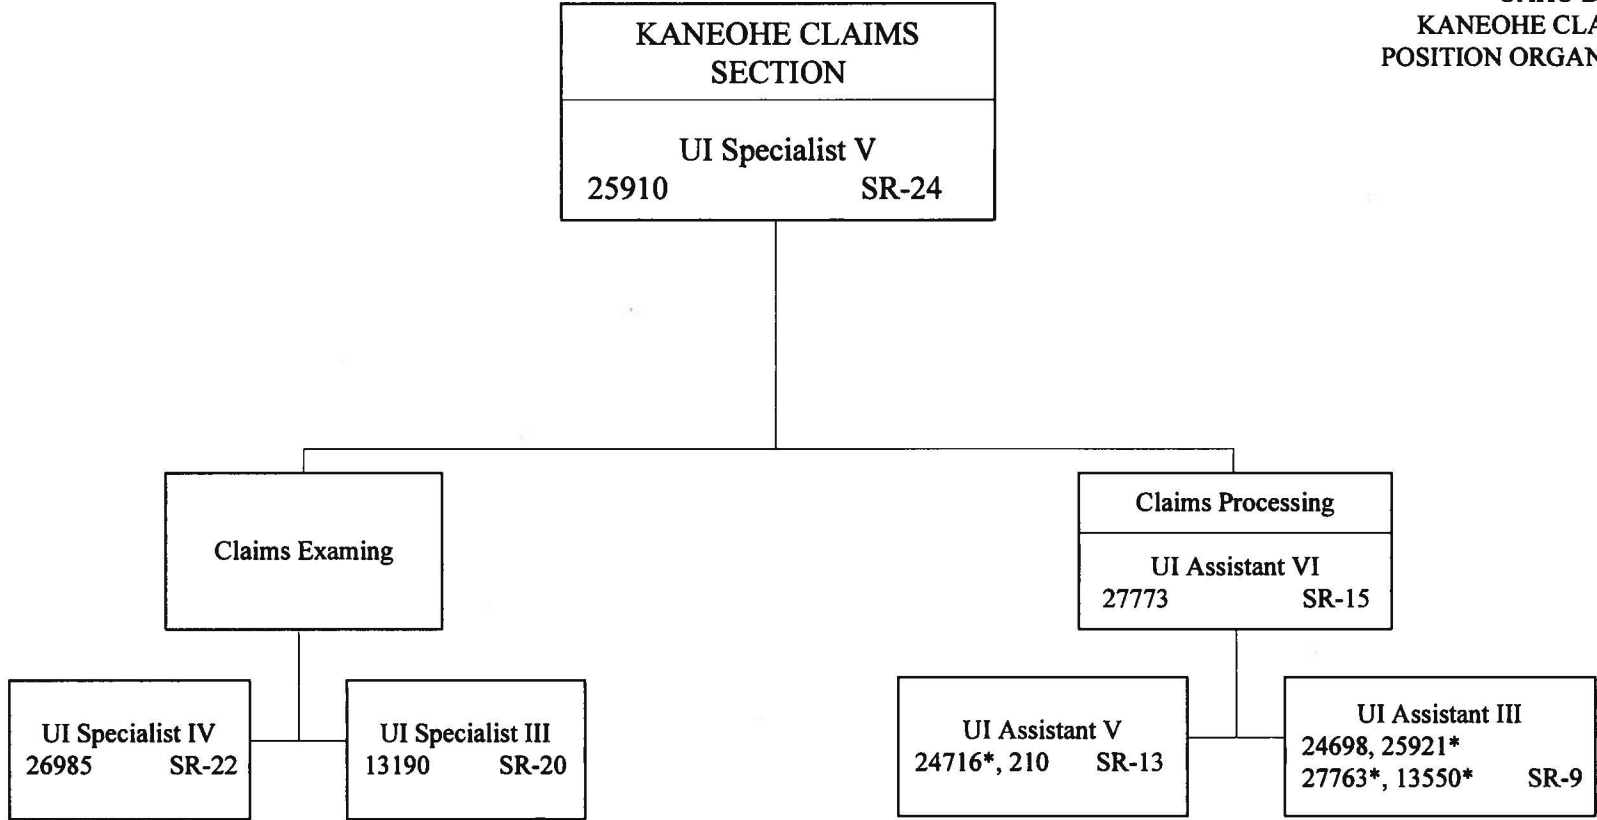 KANEOHE CLA
POSITION ORGAN
KANEOHE CLAIMS
SECTION
UI Specialist V
25910 SR-24
Claims Examing
Claims Processing
UI Assistant VI
27773 SR-15
UI Specialist IV
26985 SR-22
UI Specialist III
13190 SR-20
UI Assistant V
24716*, 210 SR-13
UI Assistant III
24698, 25921*
27763*, 13550* SR-9